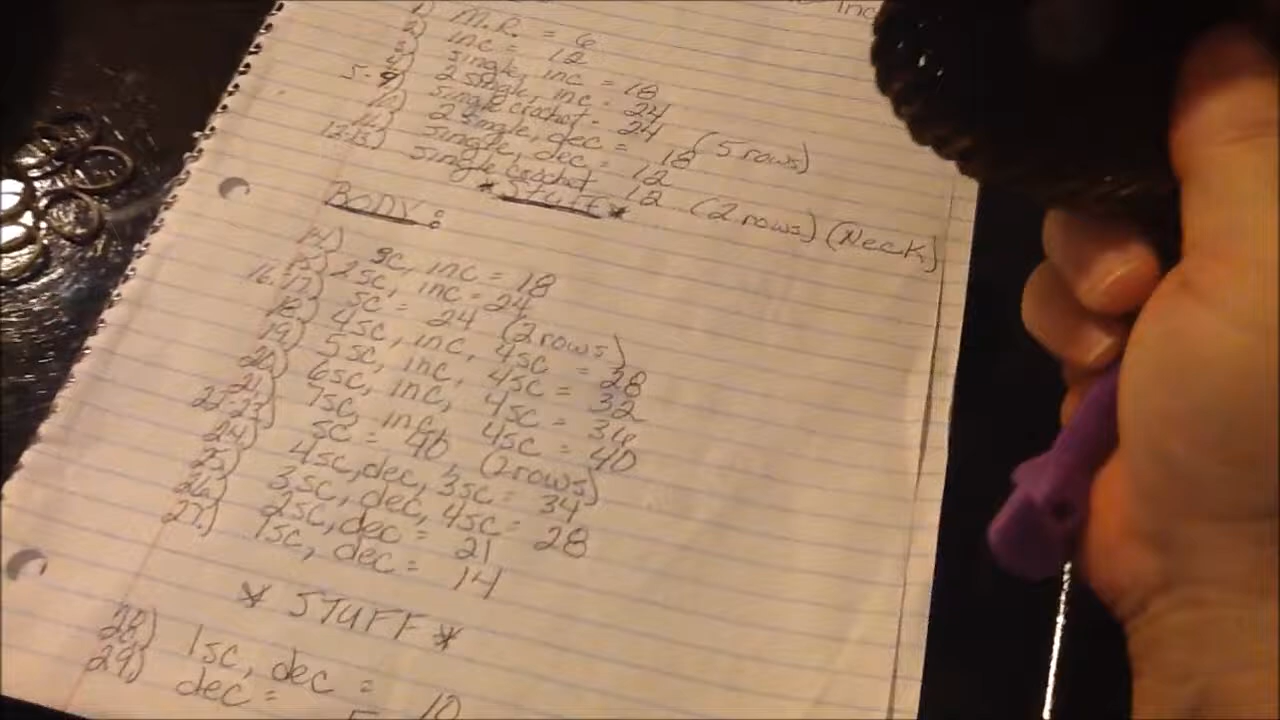 inc
1) M.R. = 6
2) inc = 12
3) single, inc = 18
4) 2 single, inc = 24
5-9) single crochet = 24 (5 rows)
10) 2 single, dec = 18
11) single, dec = 12
12-13) single crochet 12 (2 rows) (Neck)
*Stuff*
BODY:
14) sc, inc = 18
15) 2sc, inc = 24
16-17) sc = 24 (2 rows)
18) 4sc, inc, 4sc = 28
19) 5sc, inc, 4sc = 32
20) 6sc, inc, 4sc = 36
21) 7sc, inc, 4sc = 40
22-23) sc = 40 (2 rows)
24) 4sc, dec, 3sc = 34
25) 3sc, dec, 4sc = 28
26) 2sc, dec = 21
27.) 1sc, dec = 14
* STUFF *
28) 1sc, dec = 10
29) dec = 5